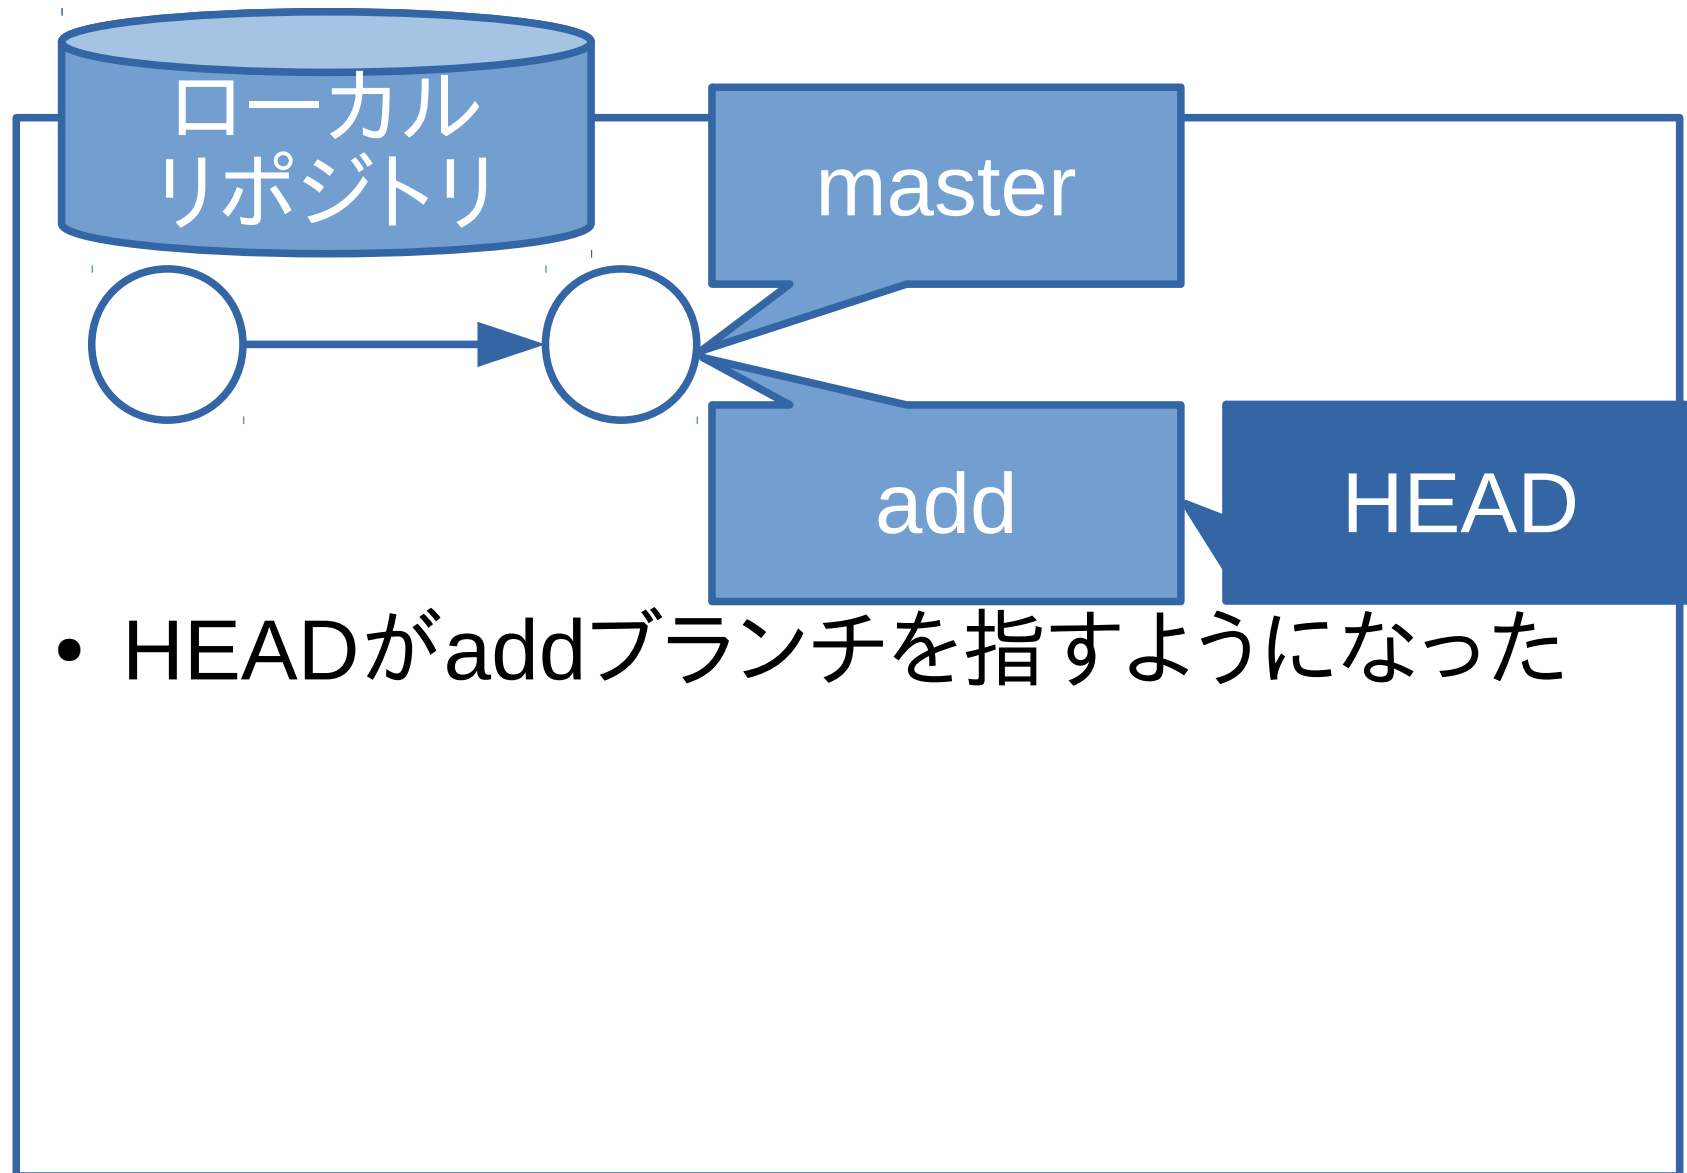 ローカル
リポジトリ
master
add
HEAD
• HEADがaddブランチを指すようになった